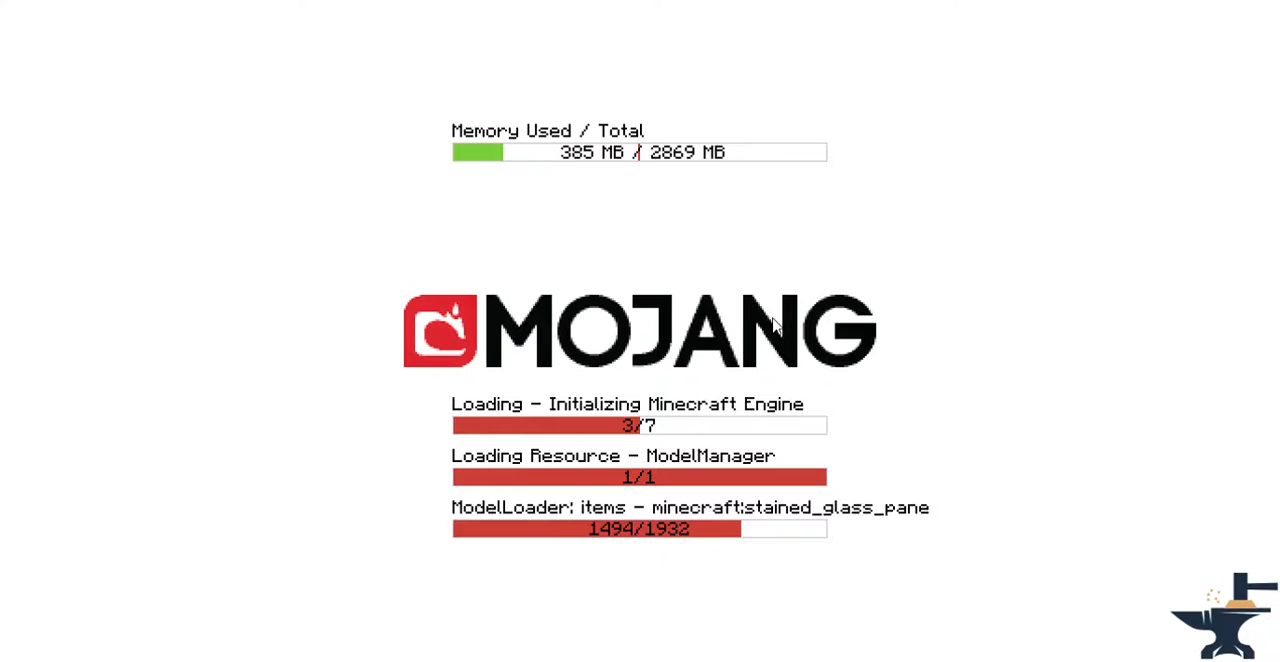 Memory Used / Total
385 MB / 2869 MB
MOJANG
Loading - Initializing Minecraft Engine
3/7
Loading Resource - ModelManager
1/1
ModelLoader: items - minecraft:stained_glass_pane
1494/1932